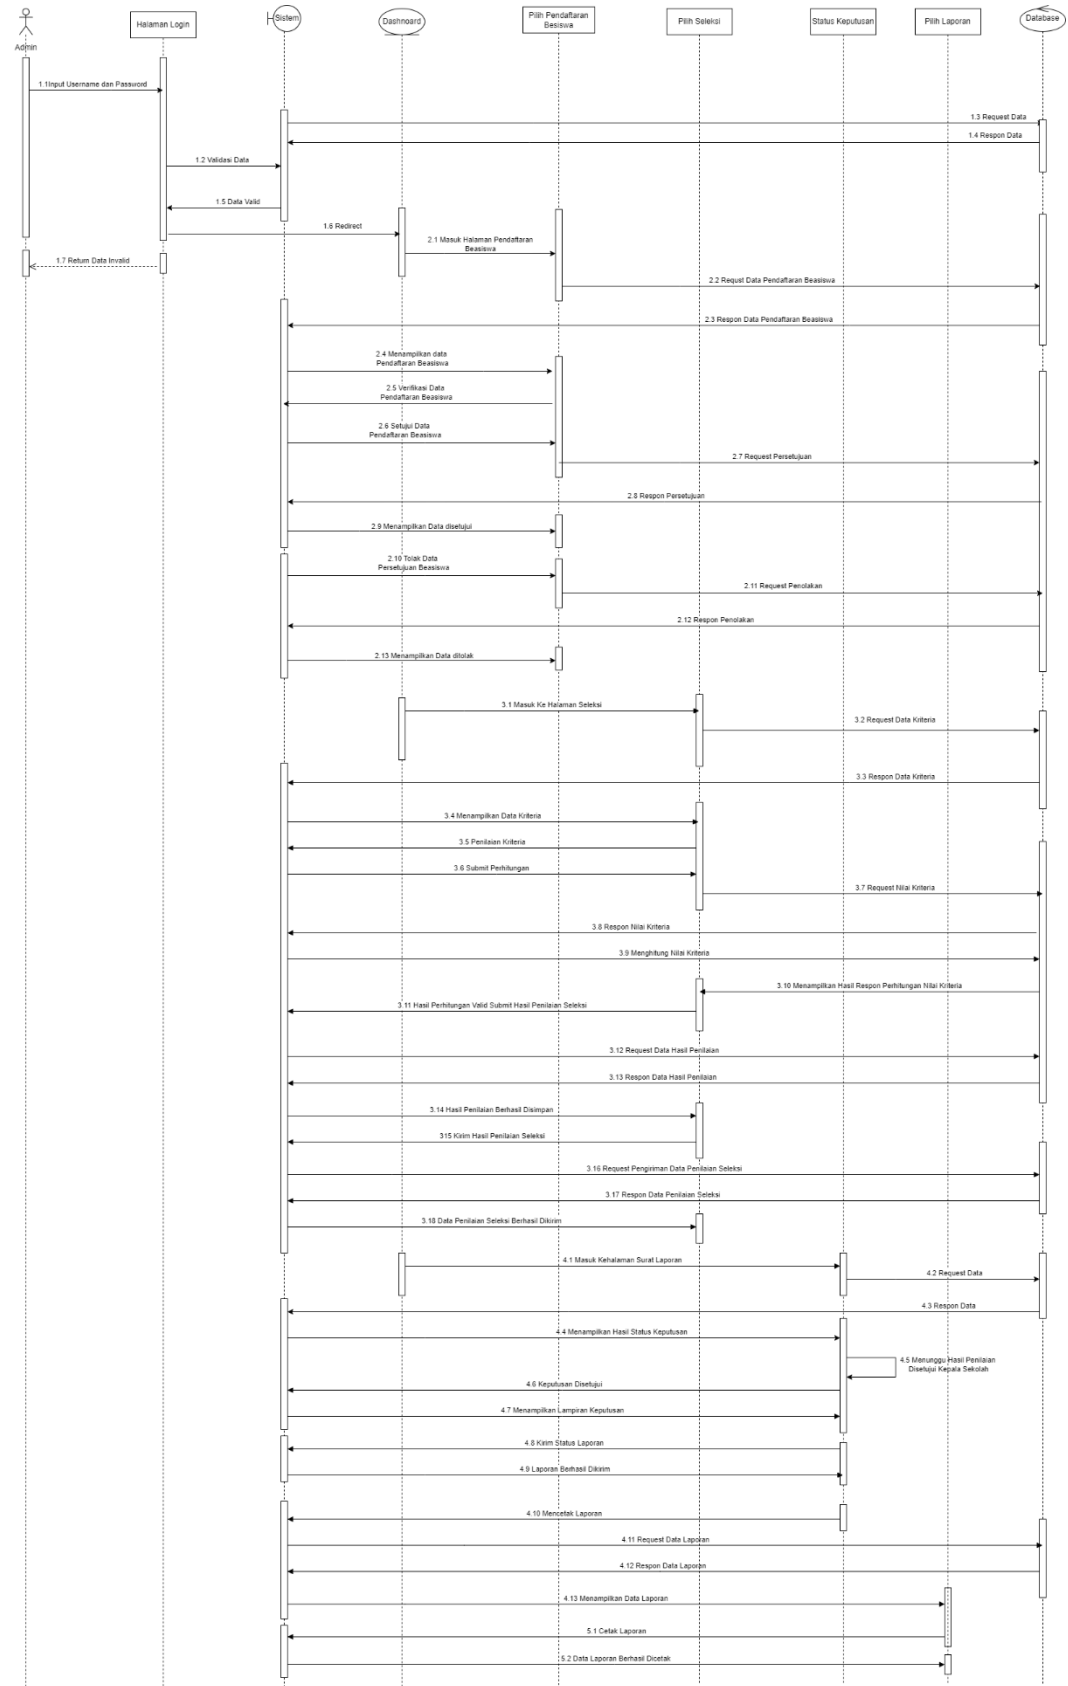 Admin
Halaman Login
Sistem
Dashnoard
Pilih Pendaftaran
Besiswa
Pilih Seleksi
Status Keputusan
Pilih Laporan
Database
1.1Input Username dan Password
1.3 Request Data
1.4 Respon Data
1.2 Validasi Data
1.5 Data Valid
1.6 Redirect
2.1 Masuk Halaman Pendaftaran
Beasiswa
1.7 Return Data Invalid
2.2 Requst Data Pendaftaran Beasiswa
2.3 Respon Data Pendaftaran Beasiswa
2.4 Menampilkan data
Pendaftaran Beasiswa
2.5 Verifikasi Data
Pendaftaran Beasiswa
2.6 Setujui Data
Pendaftaran Beasiswa
2.7 Request Persetujuan
2.8 Respon Persetujuan
2.9 Menampilkan Data disetujui
2.10 Tolak Data
Persetujuan Beasiswa
2.11 Request Penolakan
2.12 Respon Penolakan
2.13 Menampilkan Data ditolak
3.1 Masuk Ke Halaman Seleksi
3.2 Request Data Kriteria
3.3 Respon Data Kriteria
3.4 Menampilkan Data Kriteria
3.5 Penilaian Kriteria
3.6 Submit Perhitungan
3.7 Request Nilai Kriteria
3.8 Respon Nilai Kriteria
3.9 Menghitung Nilai Kriteria
3.10 Menampilkan Hasil Respon Perhitungan Nilai Kriteria
3.11 Hasil Perhitungan Valid Submit Hasil Penilaian Seleksi
3.12 Request Data Hasil Penilaian
3.13 Respon Data Hasil Penilaian
3.14 Hasil Penilaian Berhasil Disimpan
315 Kirim Hasil Penilaian Seleksi
3.16 Request Pengiriman Data Penilaian Seleksi
3.17 Respon Data Penilaian Seleksi
3.18 Data Penilaian Seleksi Berhasil Dikirim
4.1 Masuk Kehalaman Surat Laporan
4.2 Request Data
4.3 Respon Data
4.4 Menampilkan Hasil Status Keputusan
4.5 Menunggu Hasil Penilaian
Disetujui Kepala Sekolah
4.6 Keputusan Disetujui
4.7 Menampilkan Lampiran Keputusan
4.8 Kirim Status Laporan
4.9 Laporan Berhasil Dikirim
4.10 Mencetak Laporan
4.11 Request Data Laporan
4.12 Respon Data Laporan
4.13 Menampilkan Data Laporan
5.1 Cetak Laporan
5.2 Data Laporan Berhasil Dicetak